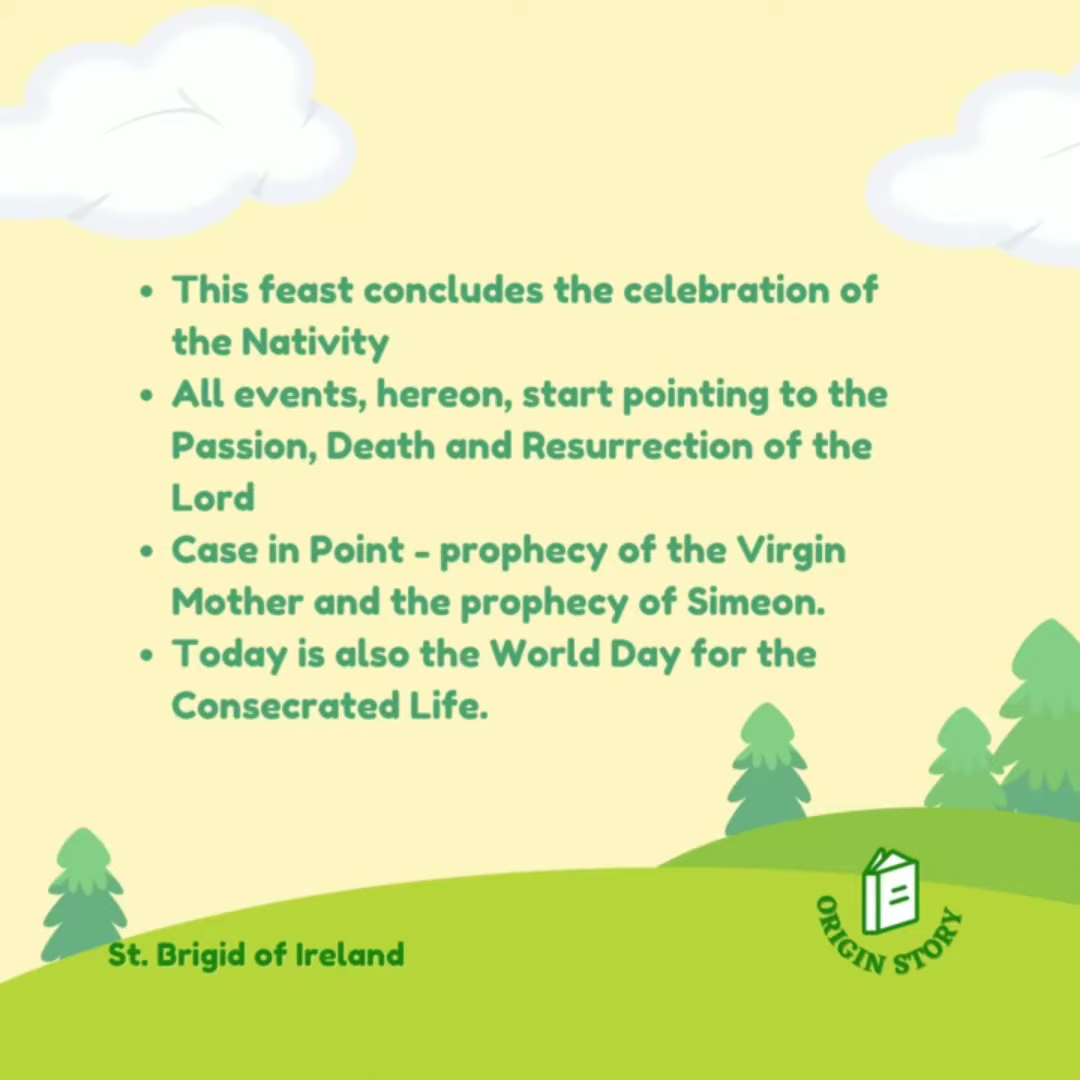 • This feast concludes the celebration of
the Nativity
• All events, hereon, start pointing to the
Passion, Death and Resurrection of the
Lord
• Case in Point - prophecy of the Virgin
Mother and the prophecy of Simeon.
• Today is also the World Day for the
Consecrated Life.
St. Brigid of Ireland
ORIGIN STORY